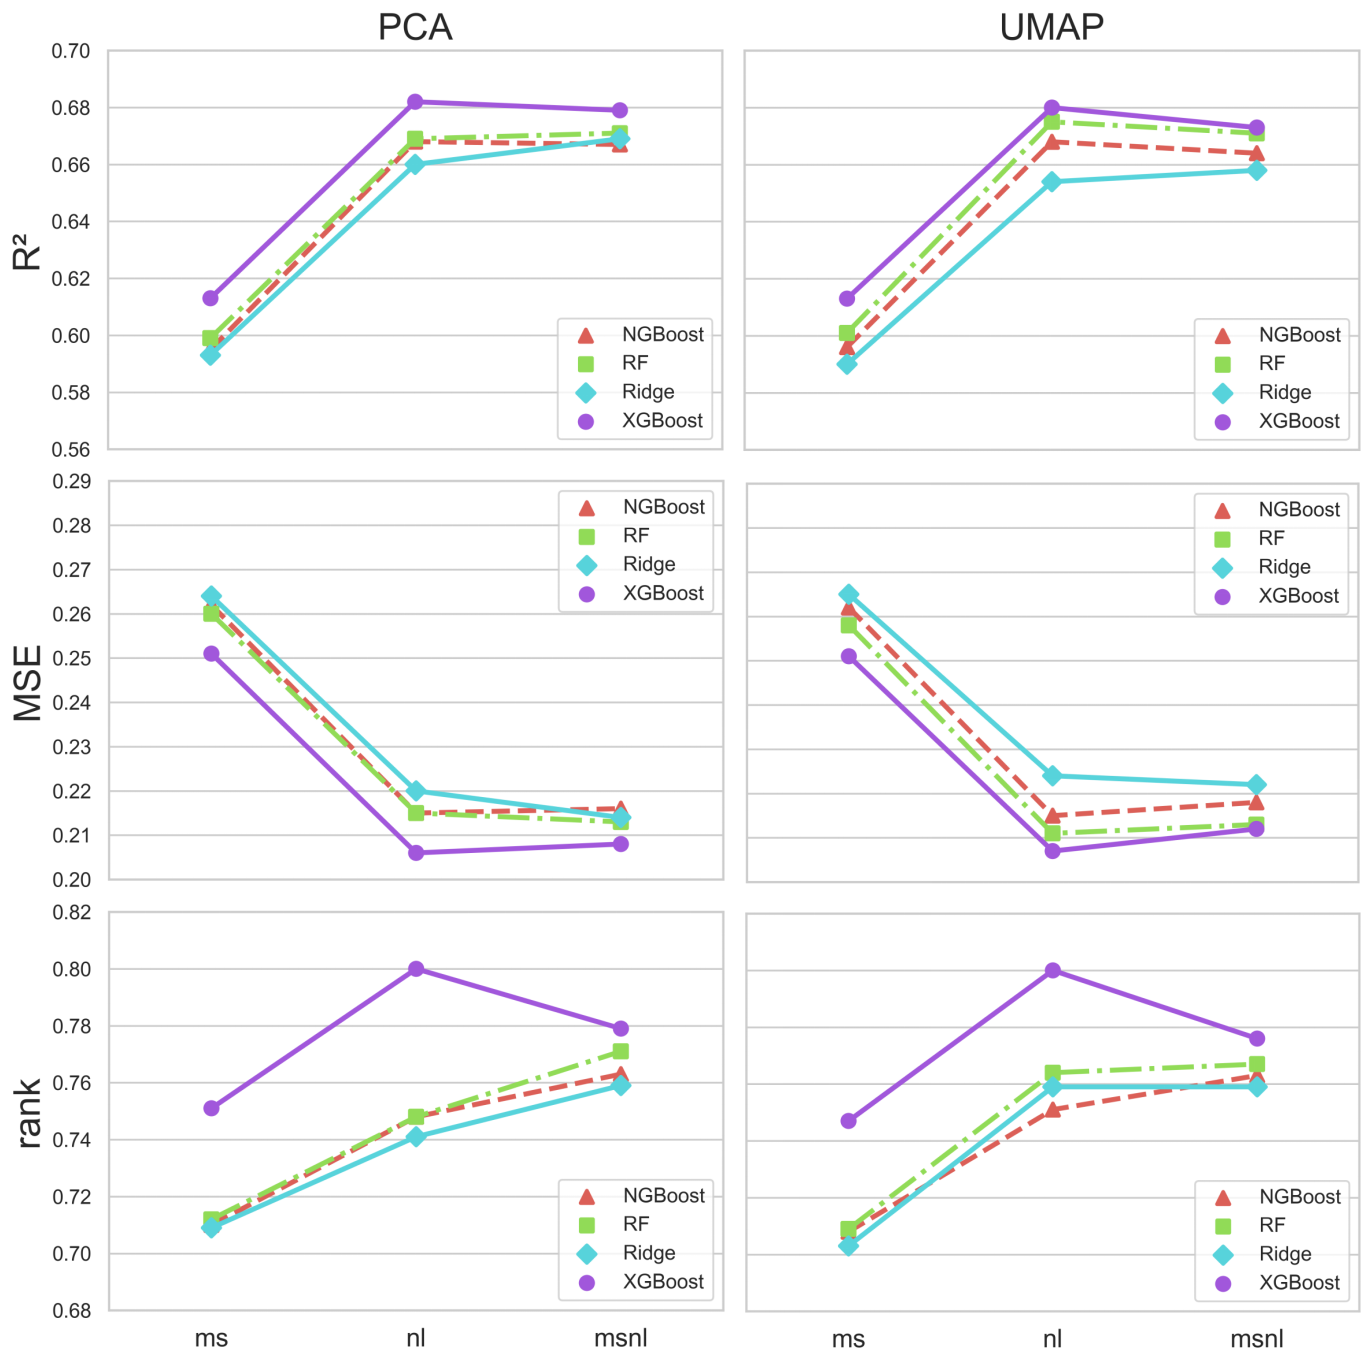 PCA
UMAP
0.70
0.68
0.66
0.64
0.62
0.60
0.58
0.56
R²
NGBoost
RF
Ridge
XGBoost
NGBoost
RF
Ridge
XGBoost
0.29
0.28
0.27
0.26
0.25
0.24
0.23
0.22
0.21
0.20
MSE
NGBoost
RF
Ridge
XGBoost
NGBoost
RF
Ridge
XGBoost
0.82
0.80
0.78
0.76
0.74
0.72
0.70
0.68
rank
NGBoost
RF
Ridge
XGBoost
NGBoost
RF
Ridge
XGBoost
ms nl msnl
ms nl msnl